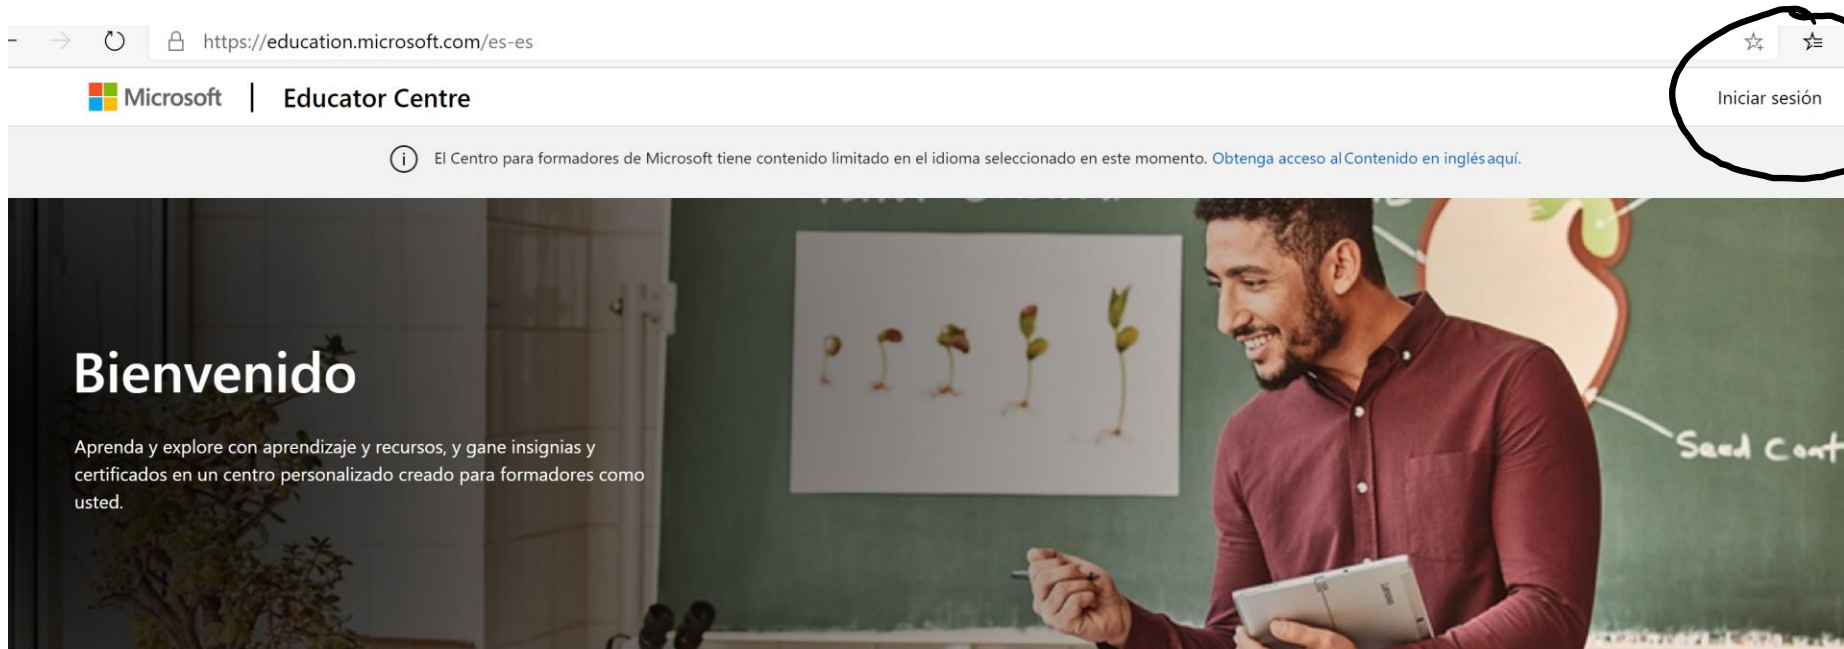 https://education.microsoft.com/es-es
Microsoft | Educator Centre
Iniciar sesión
El Centro para formadores de Microsoft tiene contenido limitado en el idioma seleccionado en este momento. Obtenga acceso al Contenido en inglés aquí.
Bienvenido
Aprenda y explore con aprendizaje y recursos, y gane insignias y
certificados en un centro personalizado creado para formadores como
usted.
Seed
Lenovo